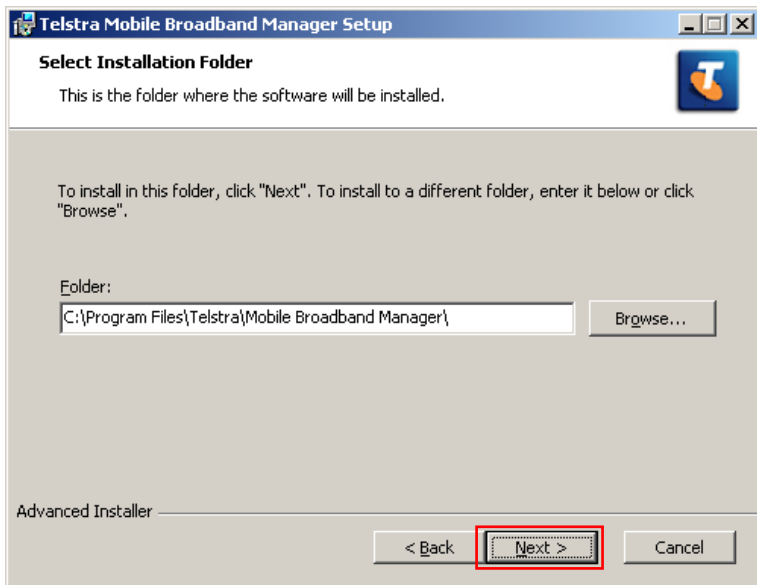 Telstra Mobile Broadband Manager Setup
Select Installation Folder
This is the folder where the software will be installed.
T
To install in this folder, click "Next". To install to a different folder, enter it below or click
"Browse".
Folder:
C:\Program Files\Telstra\Mobile Broadband Manager\
Browse...
Advanced Installer
< Back
Next >
Cancel